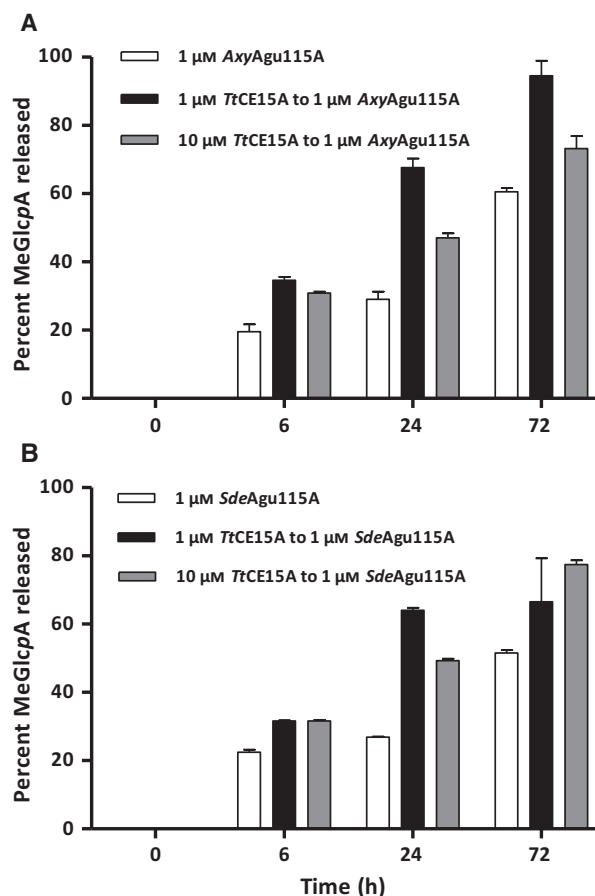 A
Percent MeGlcpA released
100
80
60
40
20
0
1 μM AxyAgu115A
1 μM TtCE15A to 1 μM AxyAgu115A
10 μM TtCE15A to 1 μM AxyAgu115A
0 6 24 72
B
Percent MeGlcpA released
100
80
60
40
20
0
1 μM SdeAgu115A
1 μM TtCE15A to 1 μM SdeAgu115A
10 μM TtCE15A to 1 μM SdeAgu115A
0 6 24 72
Time (h)